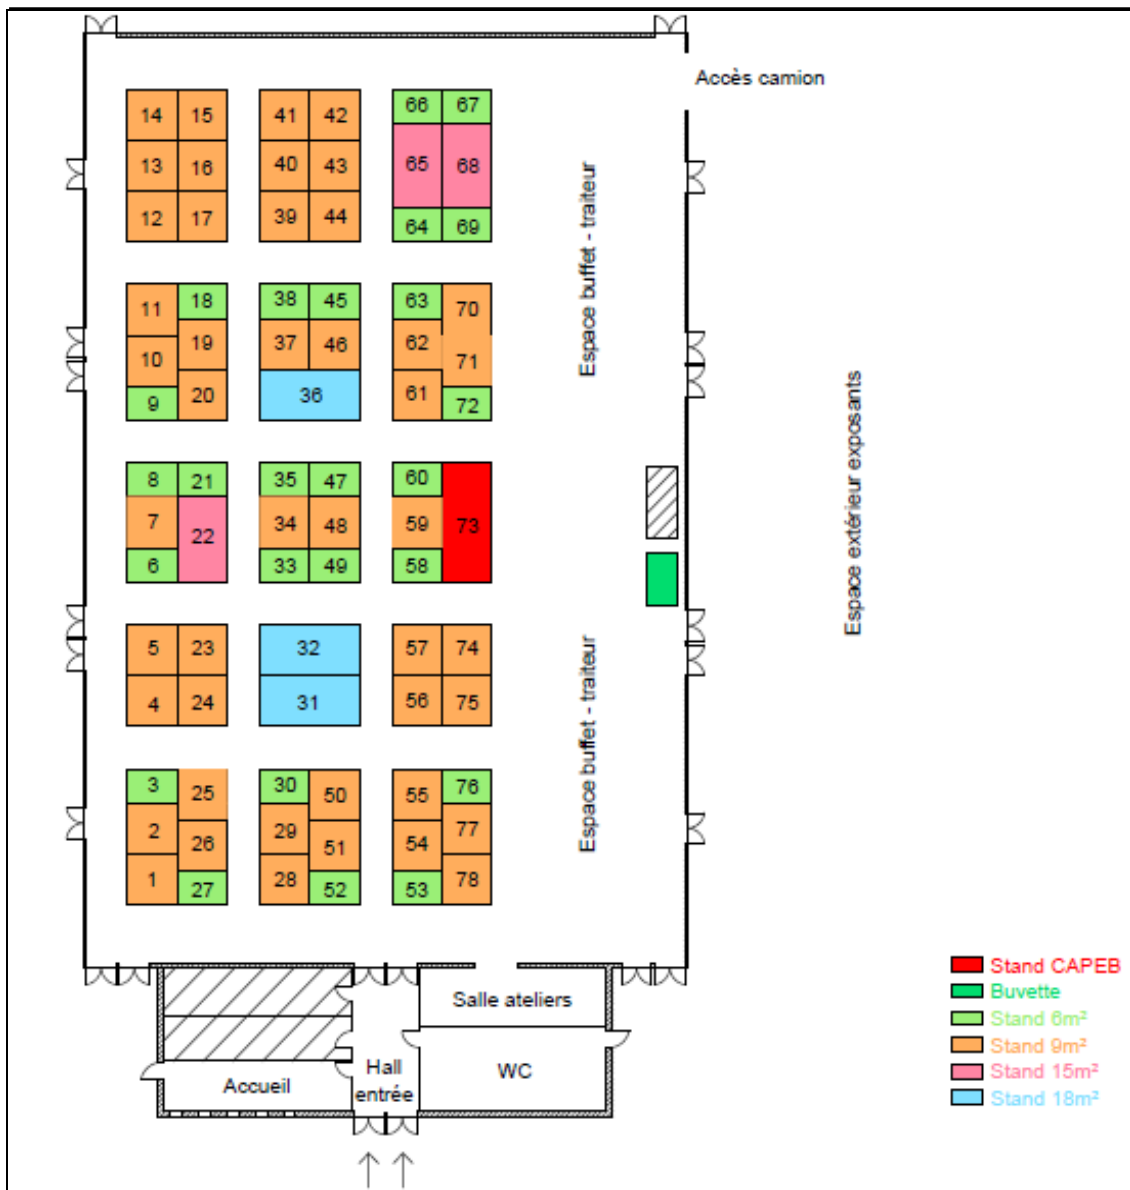 Accès camion
14 15 41 42 66 67
13 16 40 43 65 68
12 17 39 44 64 69
Espace buffet - traiteur
11 18 38 45 63 70
10 19 37 46 62 71
9 20 36 61 72
Espace extérieur exposants
8 21 35 47 60
7 22 34 48 59 73
6 33 49 58
5 23 32 57 74
4 24 31 56 75
Espace buffet - traiteur
3 25 30 50 55 76
2 26 29 51 54 77
1 27 28 52 53 78
Salle ateliers
Hall
entrée
WC
Accueil
Stand CAPEB
Buvette
Stand 6m²
Stand 9m²
Stand 15m²
Stand 18m²